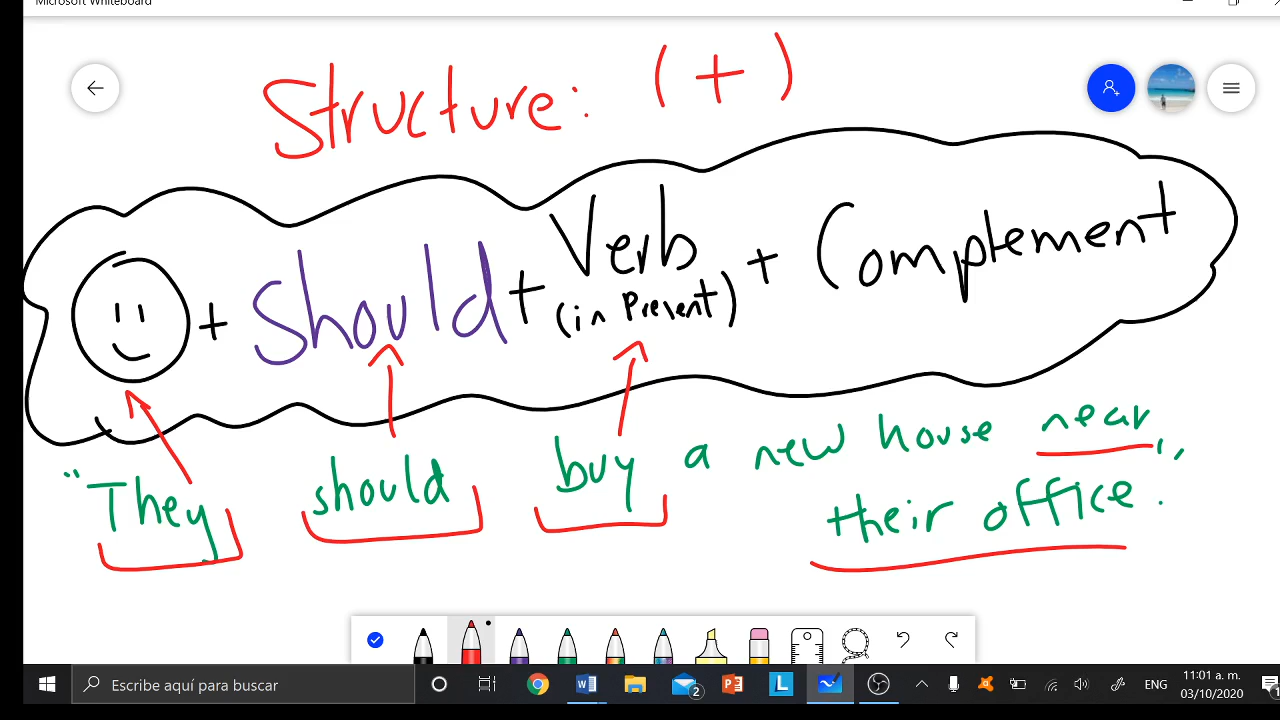 Microsoft Whiteboard
Structure: (+)
+ Should + Verb + Complement
(in Present)
"They should buy a new house near,,
their office.
Escribe aquí para buscar
2
ENG
11:01 a. m.
03/10/2020